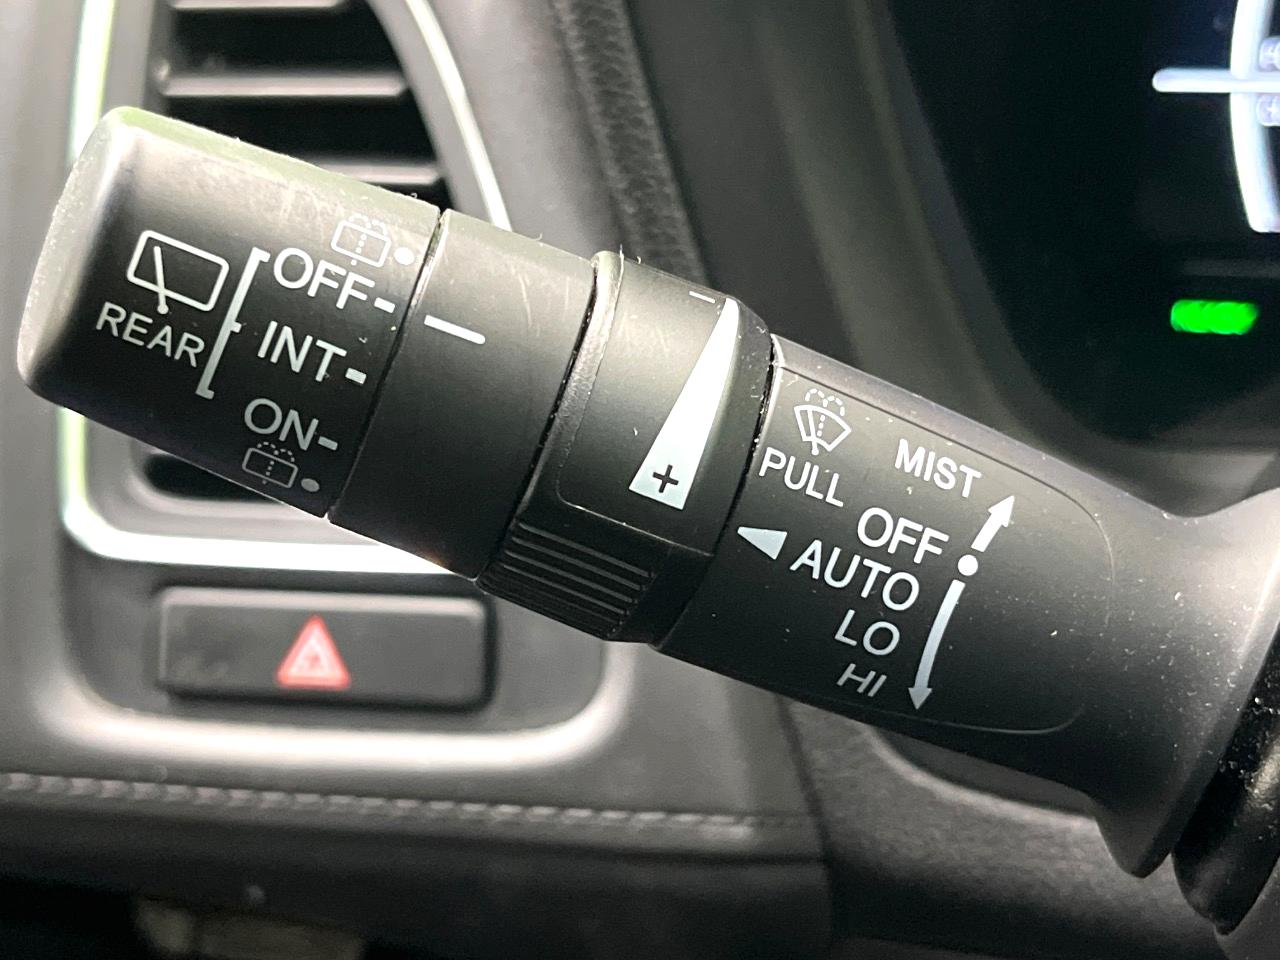 REAR
OFF
INT
ON
−
+
PULL
MIST
OFF
AUTO
LO
HI